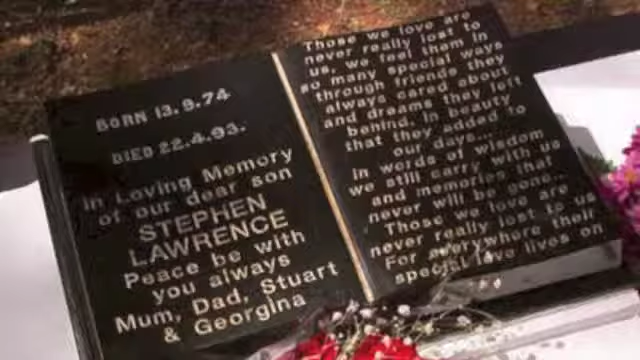 BORN 13.9.74
DIED 22.4.93.
In Loving Memory
of our dear son
STEPHEN
LAWRENCE
Peace be with
you always
Mum, Dad, Stuart
& Georgina
Those we love are
never really lost to
us, we feel them in
so many special ways
through friends they
always cared about
and dreams they left
behind, in beauty
that they added to
our days...
in words of wisdom
we still carry with us
and memories that
never will be gone...
Those we love are
never really lost to us
For everywhere their
special love lives on